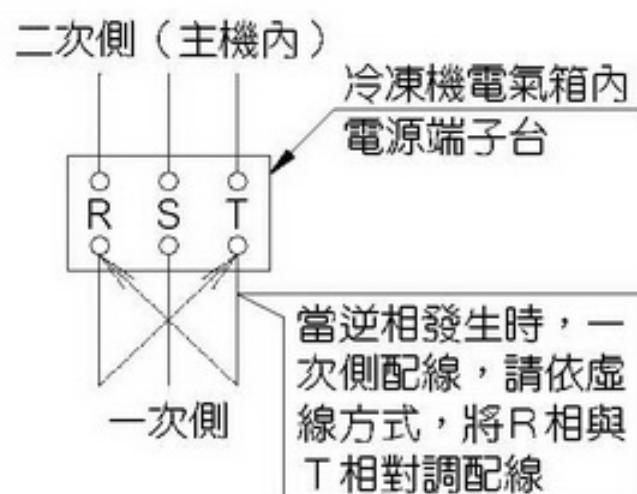 二次側（主機內）
冷凍機電氣箱內
電源端子台
R S T
當逆相發生時，一
次側配線，請依虛
線方式，將R相與
T相對調配線
一次側